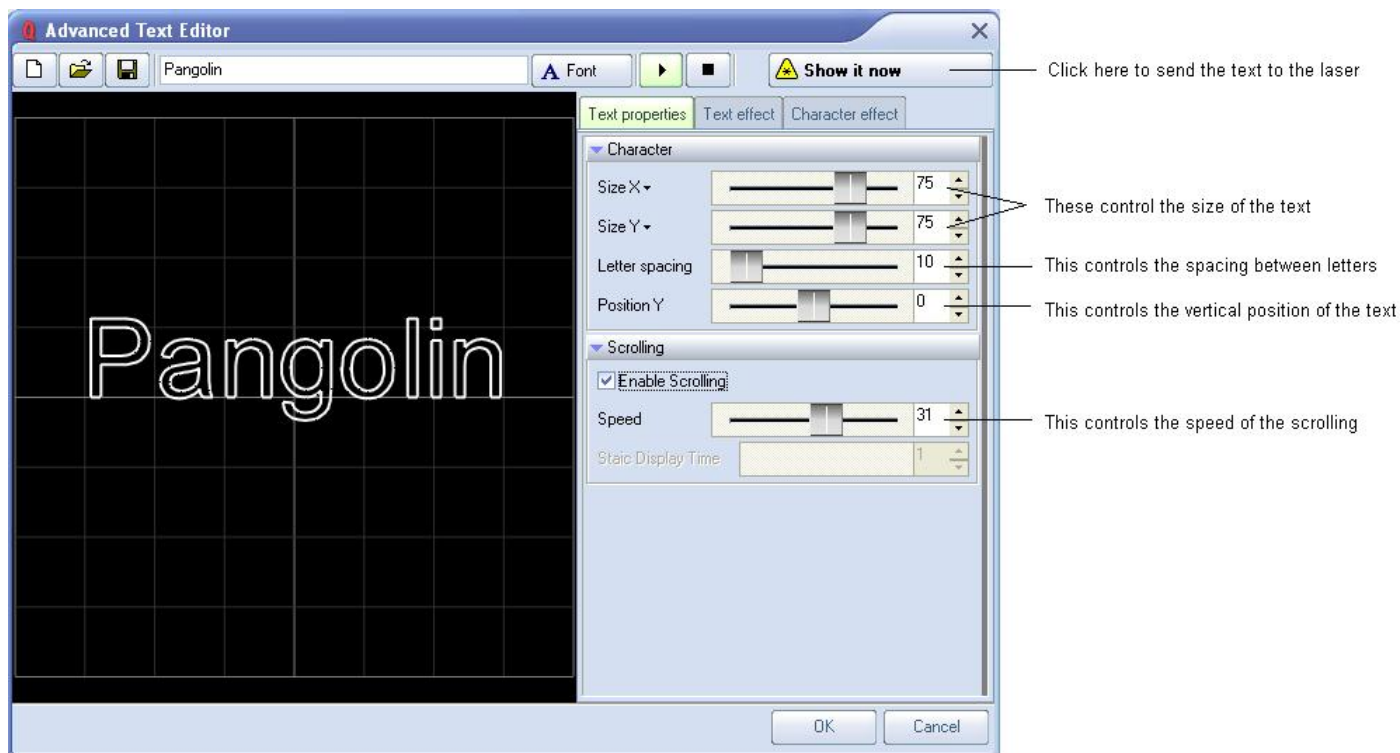 Advanced Text Editor
Pangolin
A Font
Show it now
Click here to send the text to the laser
Text properties Text effect Character effect
Character
Size X 75
These control the size of the text
Size Y 75
Letter spacing 10
This controls the spacing between letters
Position Y 0
This controls the vertical position of the text
Pangolin
Scrolling
Enable Scrolling
Speed 31
This controls the speed of the scrolling
Staic Display Time 1
OK Cancel